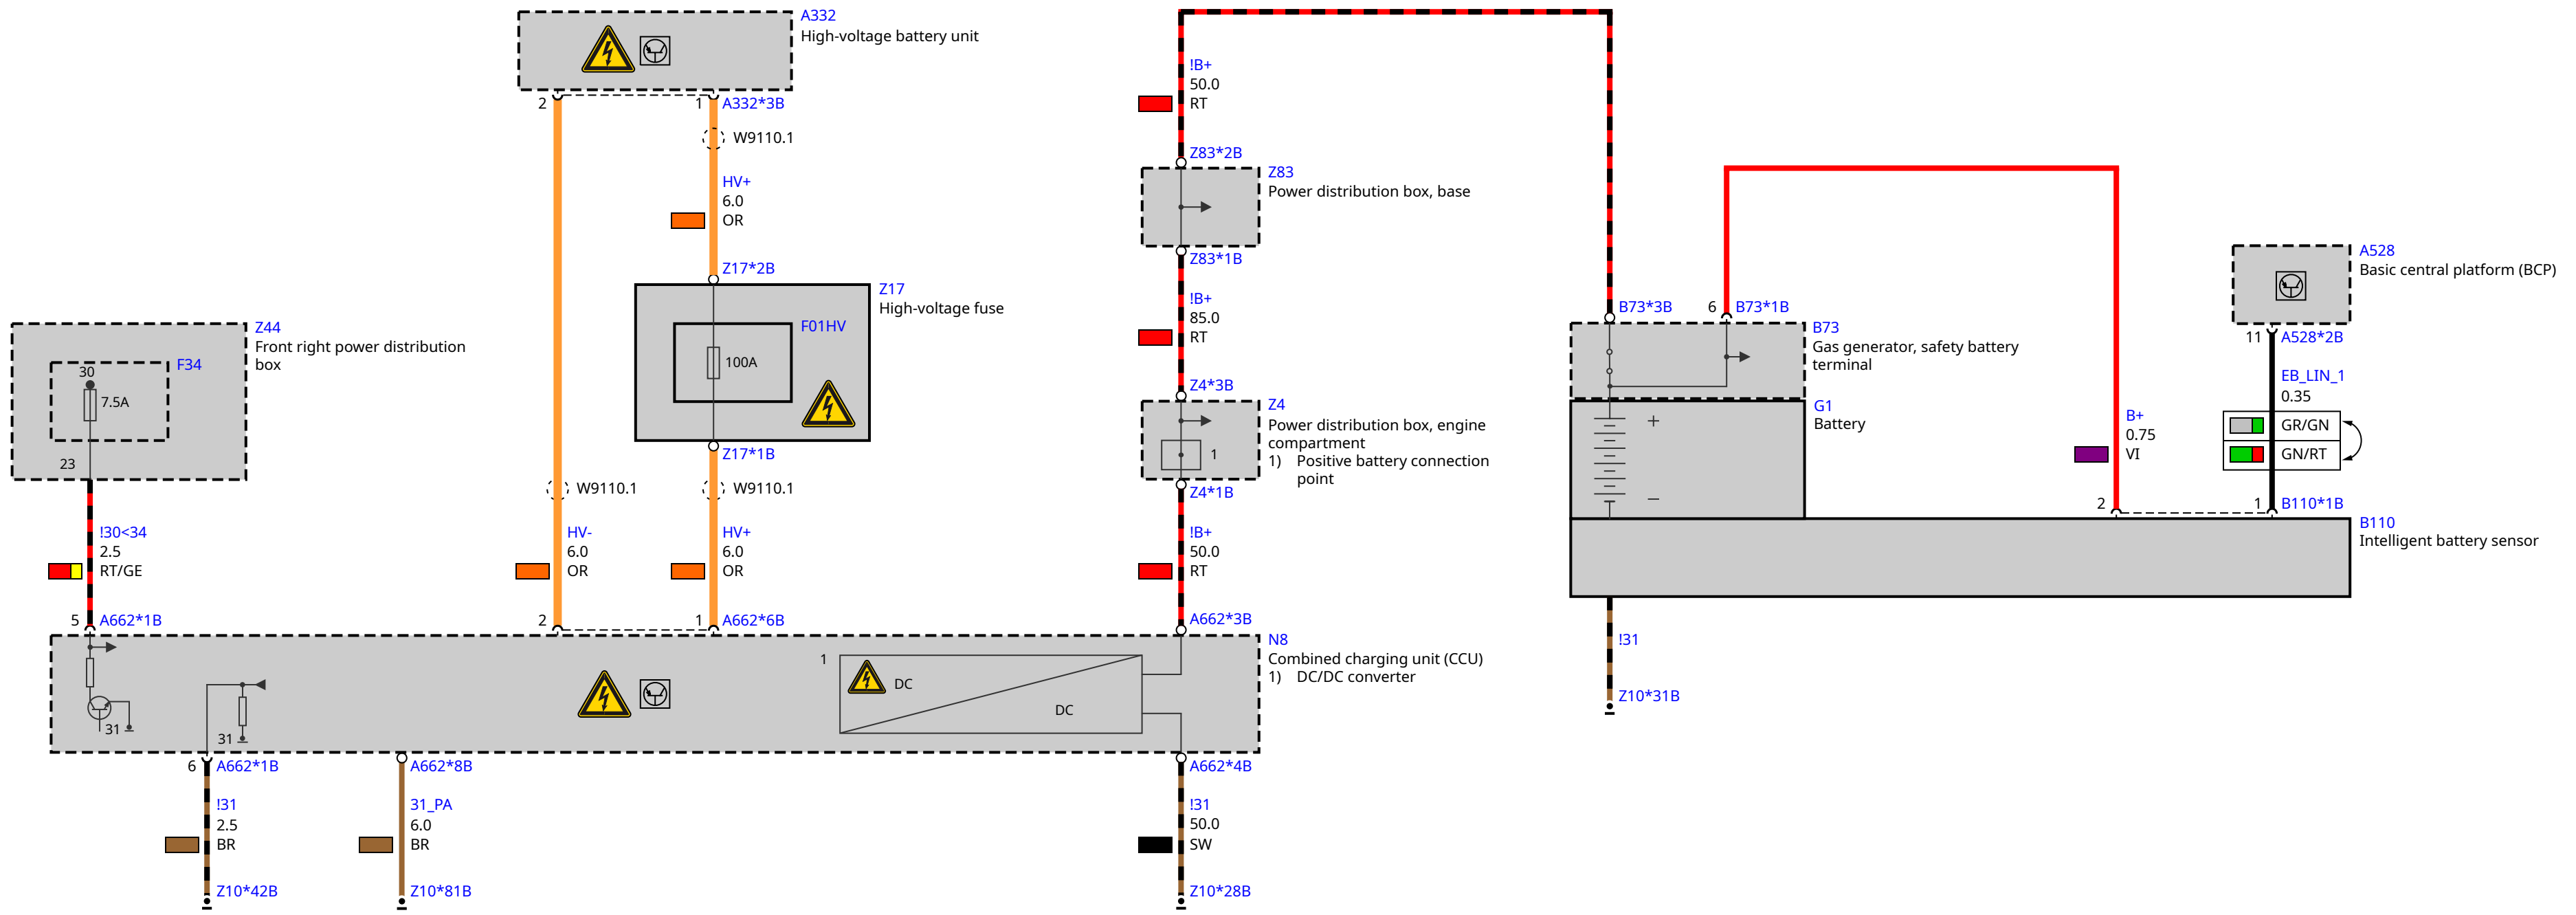 A332
High-voltage battery unit
2
1
A332*3B
W9110.1
HV+
6.0
OR
Z17*2B
Z17
High-voltage fuse
F01HV
100A
Z17*1B
W9110.1
W9110.1
HV-
6.0
OR
HV+
6.0
OR
2
1
A662*6B
Z44
Front right power distribution
box
F34
30
7.5A
23
!30<34
2.5
RT/GE
5
A662*1B
!B+
50.0
RT
Z83*2B
Z83
Power distribution box, base
Z83*1B
!B+
85.0
RT
Z4*3B
Z4
Power distribution box, engine
compartment
1) Positive battery connection
point
1
Z4*1B
!B+
50.0
RT
A662*3B
N8
Combined charging unit (CCU)
1) DC/DC converter
1
DC
DC
31
31
6
A662*1B
!31
2.5
BR
Z10*42B
A662*8B
31_PA
6.0
BR
Z10*81B
A662*4B
!31
50.0
SW
Z10*28B
B73*3B
6
B73*1B
B73
Gas generator, safety battery
terminal
G1
Battery
+
−
B+
0.75
VI
2
1
B110*1B
B110
Intelligent battery sensor
A528
Basic central platform (BCP)
11
A528*2B
EB_LIN_1
0.35
GR/GN
GN/RT
!31
Z10*31B